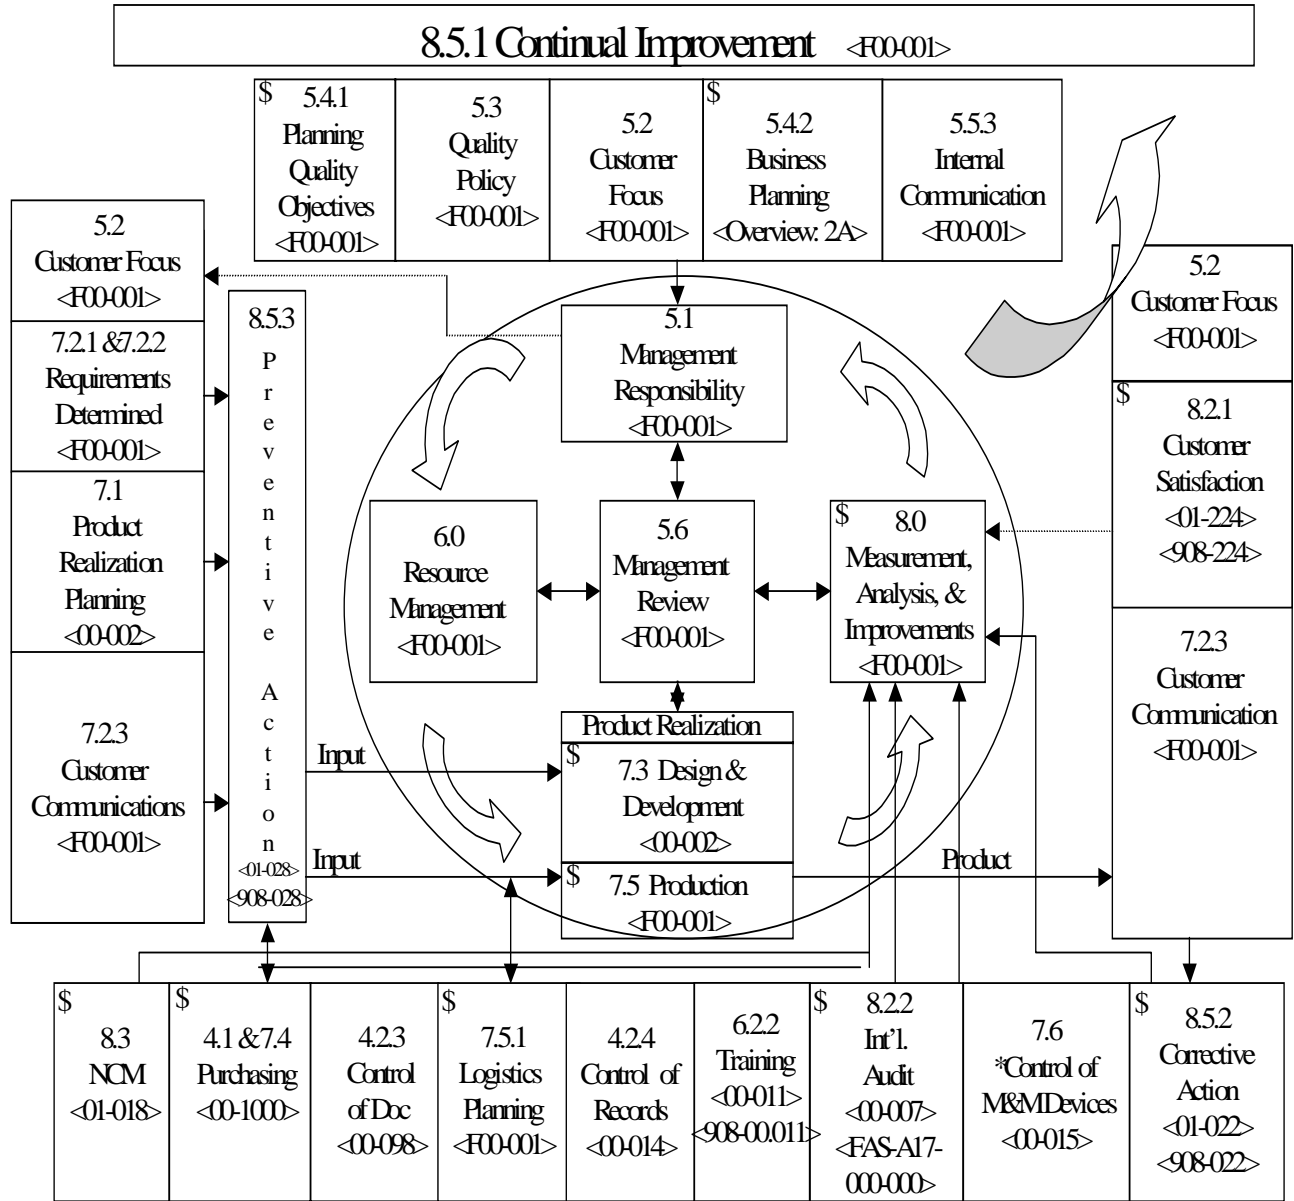 8.5.1 Continual Improvement <F00-001>
$ 5.4.1
Planning
Quality
Objectives
<F00-001>
5.3
Quality
Policy
<F00-001>
5.2
Customer
Focus
<F00-001>
$
5.4.2
Business
Planning
<Overview: 2A>
5.5.3
Internal
Communication
<F00-001>
5.2
Customer Focus
<F00-001>
7.2.1 & 7.2.2
Requirements
Determined
<F00-001>
7.1
Product
Realization
Planning
<00-002>
7.2.3
Customer
Communications
<F00-001>
8.5.3
P
r
e
v
e
n
t
i
v
e
A
c
t
i
o
n
<01-028>
<908-028>
5.1
Management
Responsibility
<F00-001>
6.0
Resource
Management
<F00-001>
5.6
Management
Review
<F00-001>
$ 8.0
Measurement,
Analysis, &
Improvements
<F00-001>
Product Realization
Input
$
7.3 Design &
Development
<00-002>
Input
$ 7.5 Production
<F00-001>
Product
5.2
Customer Focus
<F00-001>
$
8.2.1
Customer
Satisfaction
<01-224>
<908-224>
7.2.3
Customer
Communication
<F00-001>
$
8.3
NCM
<01-018>
$
4.1 & 7.4
Purchasing
<00-1000>
4.2.3
Control
of Doc
<00-098>
$
7.5.1
Logistics
Planning
<F00-001>
4.2.4
Control of
Records
<00-014>
6.2.2
Training
<00-011>
<908-00.011>
$
8.2.2
Int'l.
Audit
<00-007>
<FAS-A17-
000-000>
7.6
*Control of
M&M Devices
<00-015>
$
8.5.2
Corrective
Action
<01-022>
<908-022>